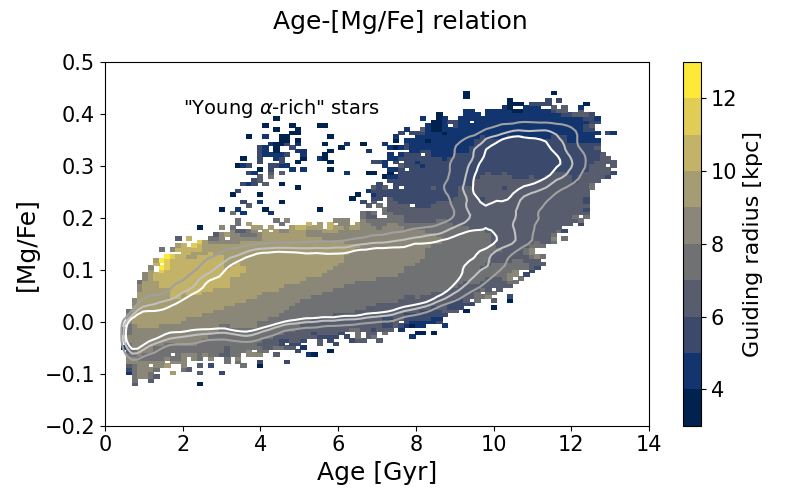 Age-[Mg/Fe] relation
"Young α-rich" stars
[Mg/Fe]
0.5
0.4
0.3
0.2
0.1
0.0
−0.1
−0.2
0 2 4 6 8 10 12 14
Age [Gyr]
12
10
8
6
4
Guiding radius [kpc]